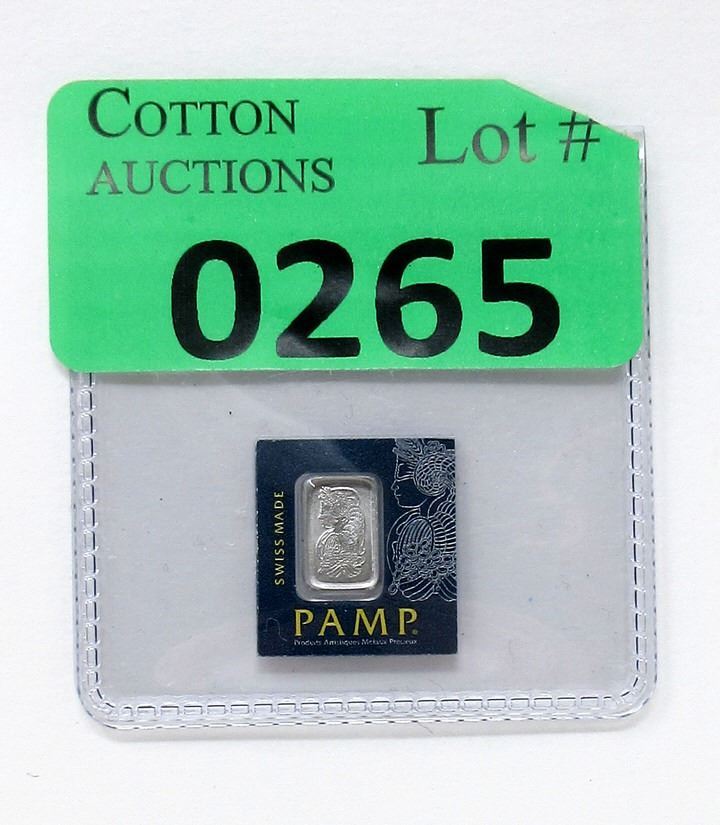 COTTON
AUCTIONS
Lot #
0265
SWISS MADE
PAMP
Produits Artistiques Métaux Précieux